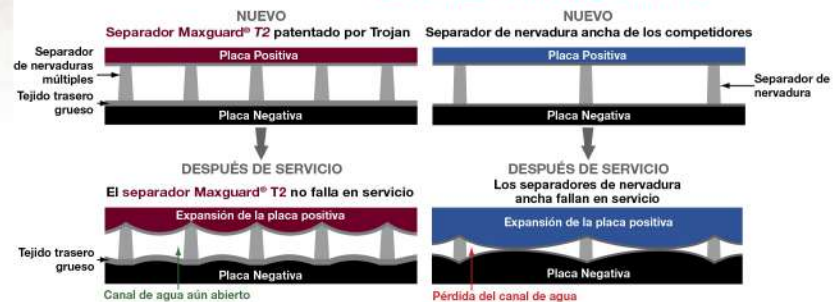 NUEVO
Separador Maxguard® T2 patentado por Trojan
Separador
de nervaduras
múltiples
Tejido trasero
grueso
Placa Positiva
Placa Negativa
NUEVO
Separador de nervadura ancha de los competidores
Placa Positiva
Separador de
nervadura
Placa Negativa
DESPUÉS DE SERVICIO
El separador Maxguard® T2 no falla en servicio
Expansión de la placa positiva
Tejido trasero
grueso
Placa Negativa
Canal de agua aún abierto
DESPUÉS DE SERVICIO
Los separadores de nervadura
ancha fallan en servicio
Expansión de la placa positiva
Placa Negativa
Pérdida del canal de agua